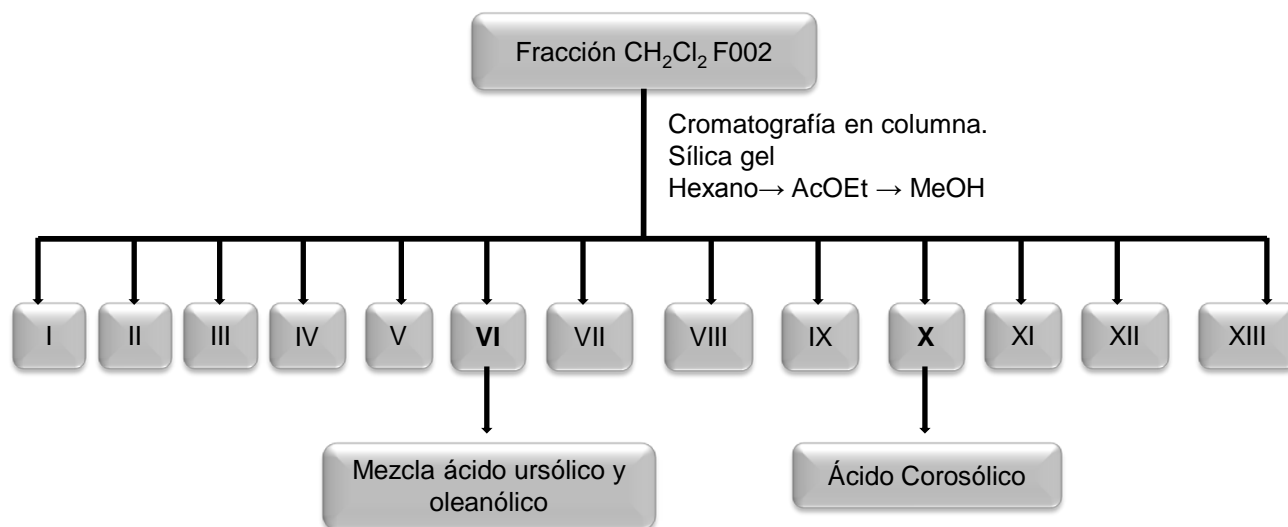 Fracción CH₂Cl₂ F002
Cromatografía en columna.
Sílica gel
Hexano→ AcOEt → MeOH
I
II
III
IV
V
VI
VII
VIII
IX
X
XI
XII
XIII
Mezcla ácido ursólico y
oleanólico
Ácido Corosólico